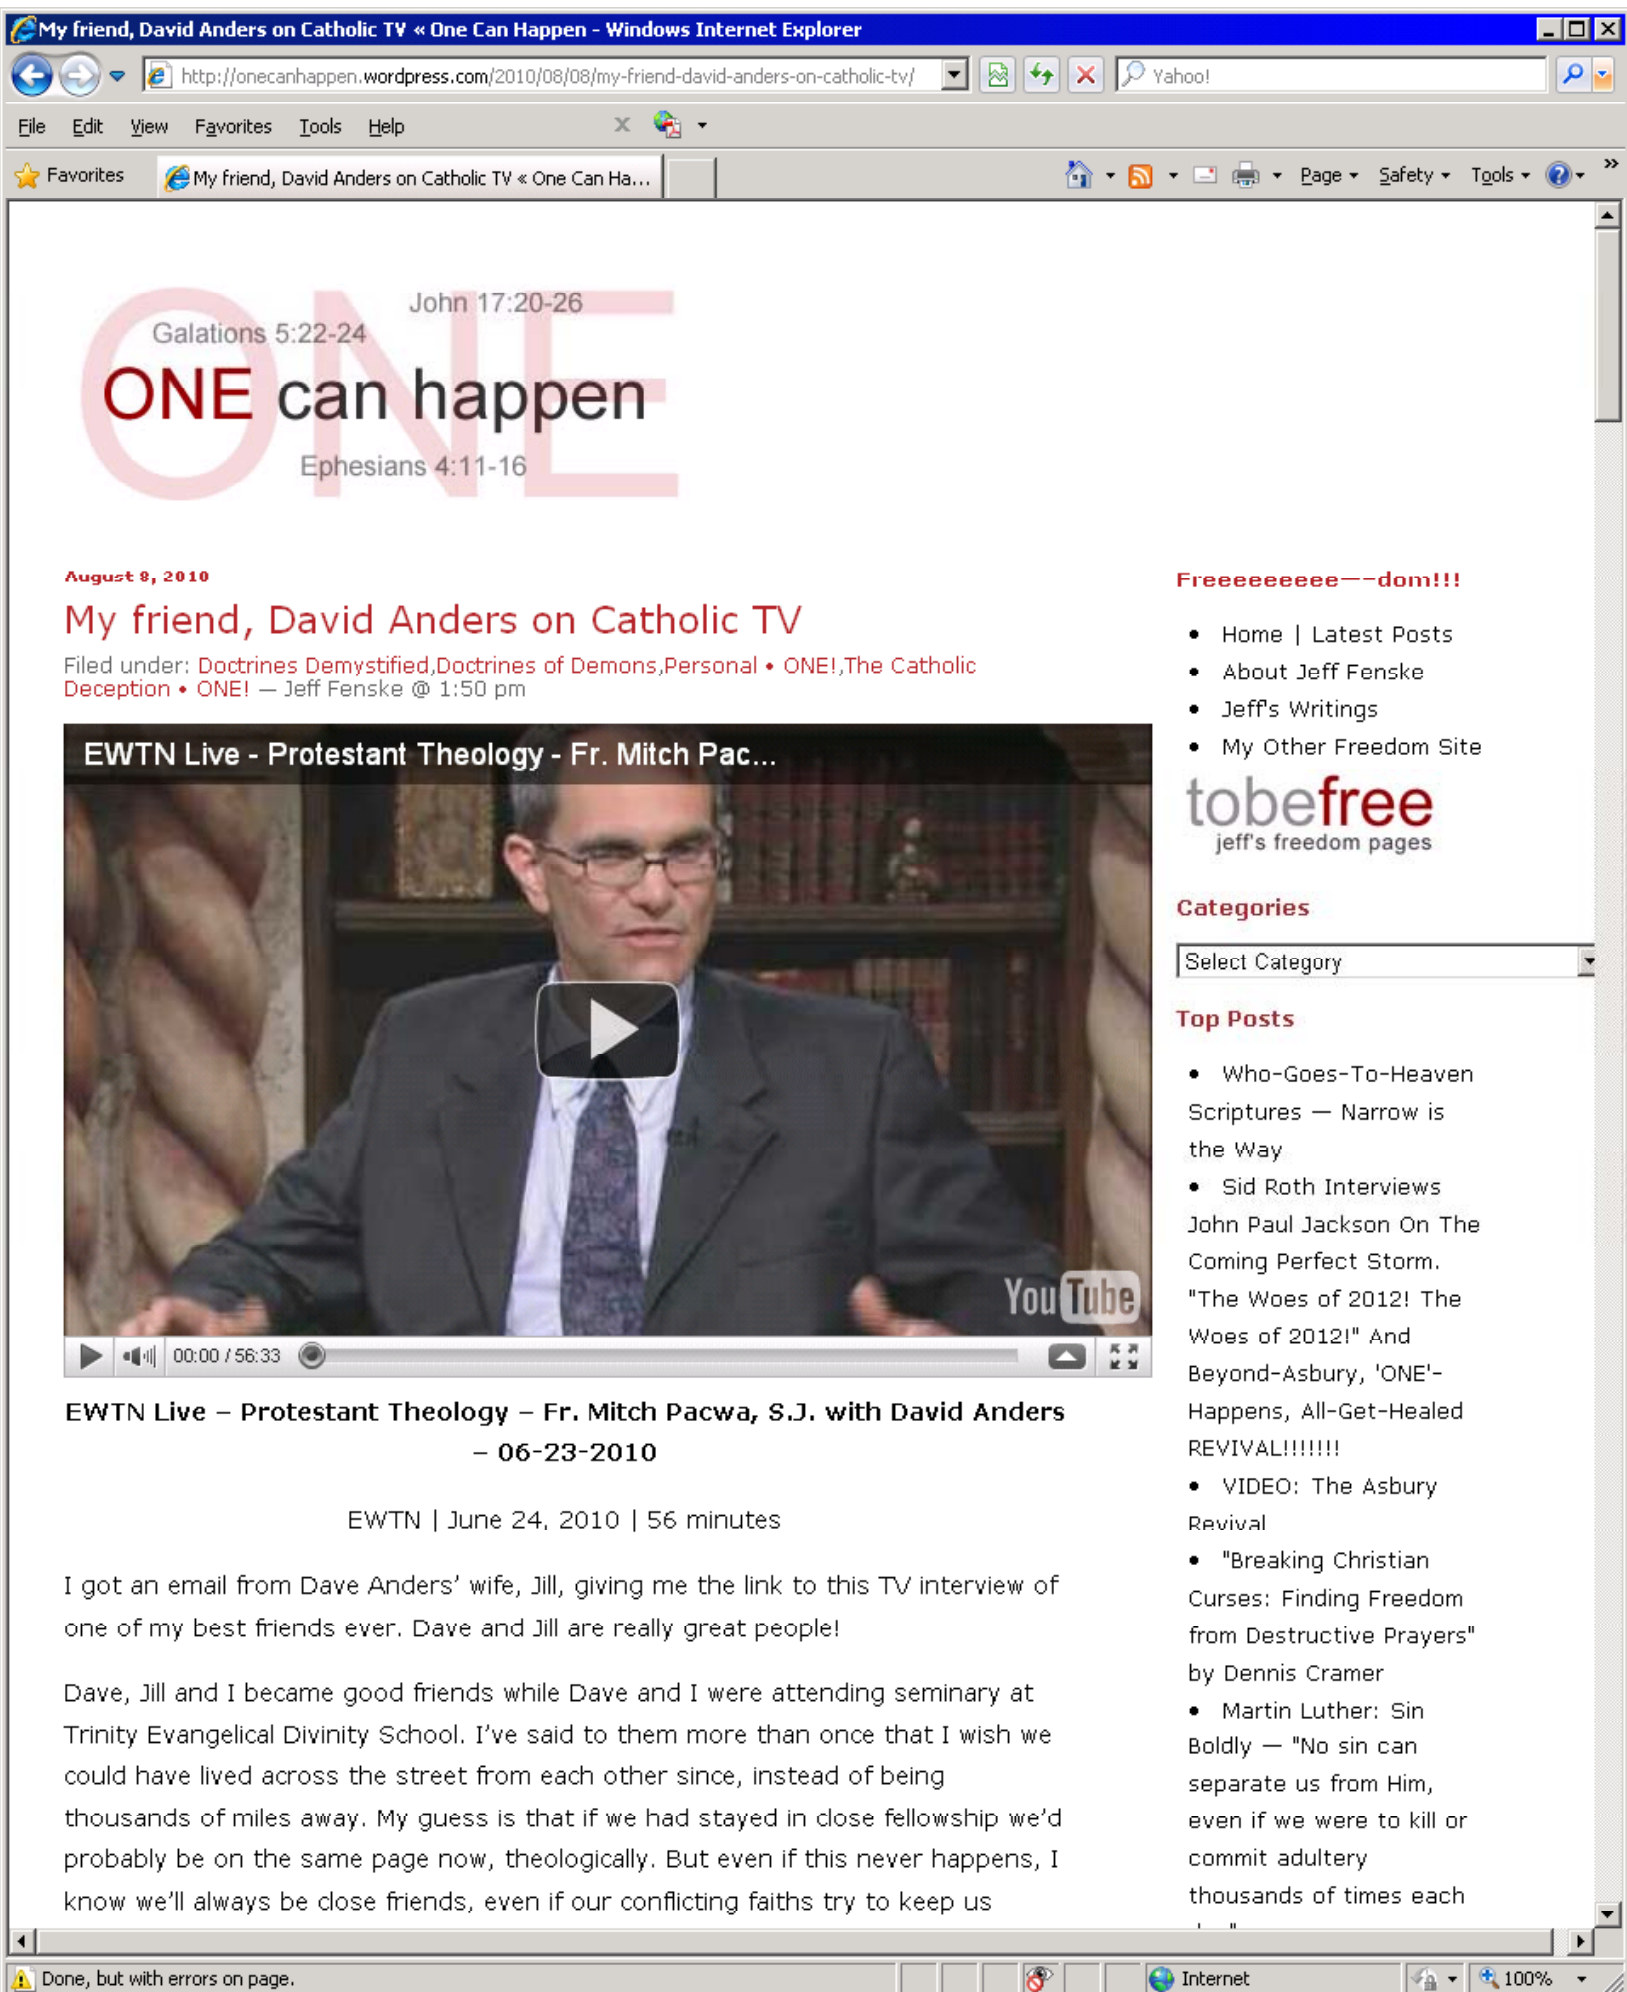 My friend, David Anders on Catholic TV « One Can Happen - Windows Internet Explorer
http://onecanhappen.wordpress.com/2010/08/08/my-friend-david-anders-on-catholic-tv/
Yahoo!
File Edit View Favorites Tools Help
Favorites
My friend, David Anders on Catholic TV « One Can Ha...
Page Safety Tools
ONE
John 17:20-26
Galations 5:22-24
ONE can happen
Ephesians 4:11-16
August 8, 2010
My friend, David Anders on Catholic TV
Filed under: Doctrines Demystified,Doctrines of Demons,Personal • ONE!,The Catholic
Deception • ONE! — Jeff Fenske @ 1:50 pm
EWTN Live - Protestant Theology - Fr. Mitch Pac...
YouTube
00:00 / 56:33
EWTN Live – Protestant Theology – Fr. Mitch Pacwa, S.J. with David Anders
– 06-23-2010
EWTN | June 24, 2010 | 56 minutes
I got an email from Dave Anders’ wife, Jill, giving me the link to this TV interview of
one of my best friends ever. Dave and Jill are really great people!
Dave, Jill and I became good friends while Dave and I were attending seminary at
Trinity Evangelical Divinity School. I’ve said to them more than once that I wish we
could have lived across the street from each other since, instead of being
thousands of miles away. My guess is that if we had stayed in close fellowship we’d
probably be on the same page now, theologically. But even if this never happens, I
know we’ll always be close friends, even if our conflicting faiths try to keep us
Freeeeeeeeee—–dom!!!
• Home | Latest Posts
• About Jeff Fenske
• Jeff's Writings
• My Other Freedom Site
tobefree
jeff's freedom pages
Categories
Select Category
Top Posts
• Who-Goes-To-Heaven
Scriptures — Narrow is
the Way
• Sid Roth Interviews
John Paul Jackson On The
Coming Perfect Storm.
"The Woes of 2012! The
Woes of 2012!" And
Beyond-Asbury, 'ONE'-
Happens, All-Get-Healed
REVIVAL!!!!!!!
• VIDEO: The Asbury
Revival
• "Breaking Christian
Curses: Finding Freedom
from Destructive Prayers"
by Dennis Cramer
• Martin Luther: Sin
Boldly — "No sin can
separate us from Him,
even if we were to kill or
commit adultery
thousands of times each
Done, but with errors on page.
Internet
100%